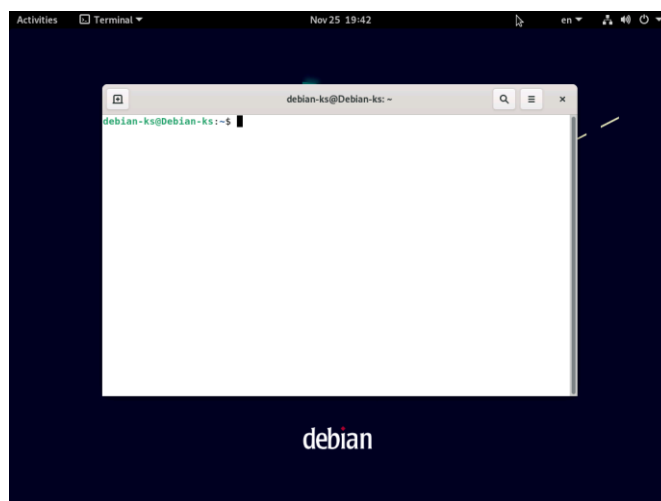 Activities Terminal Nov 25 19:42 en
debian-ks@Debian-ks: ~
debian-ks@Debian-ks:~$
debian